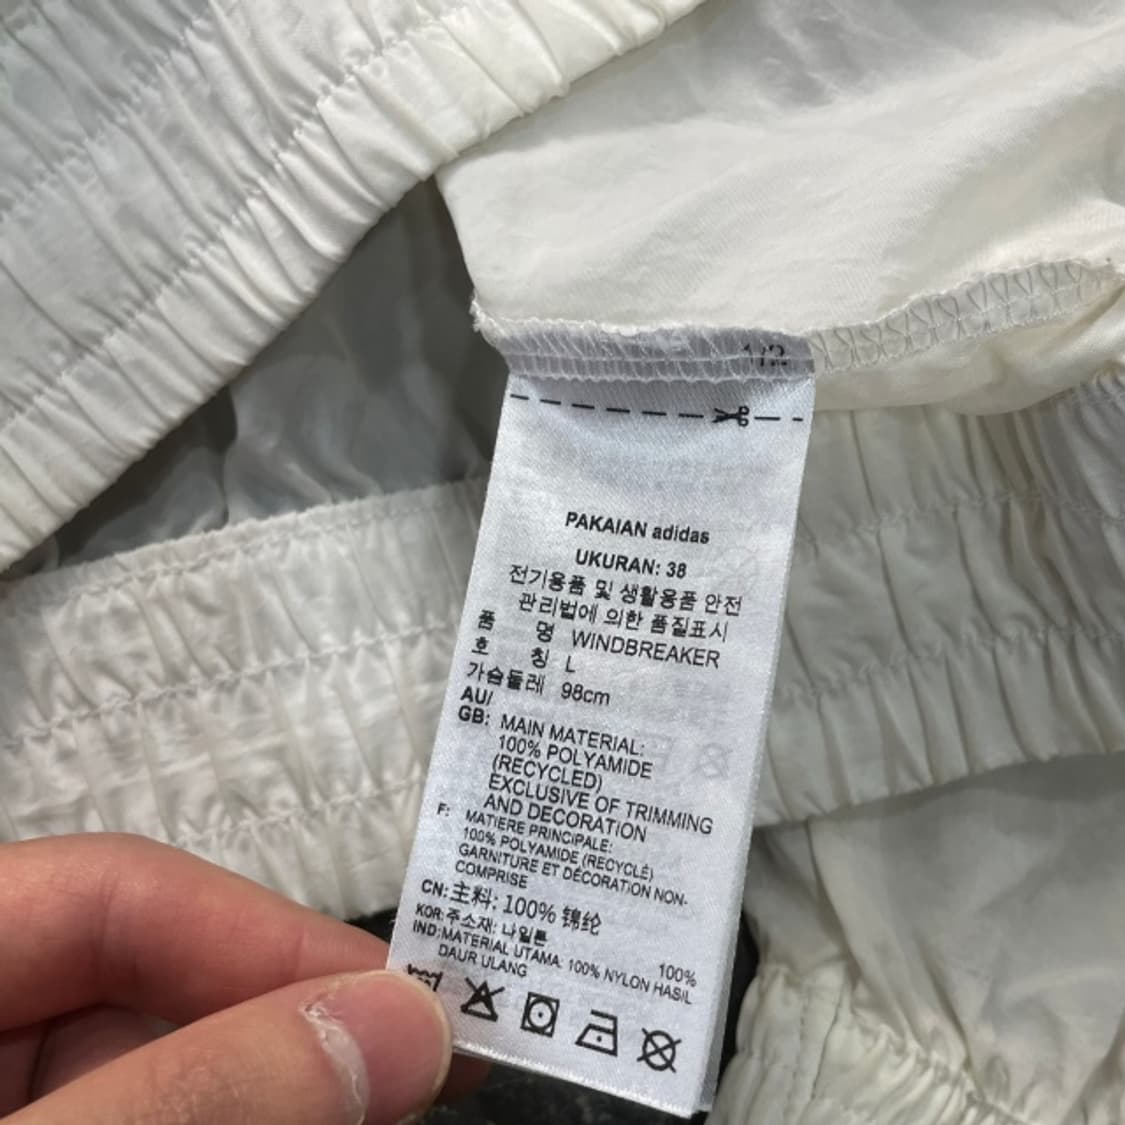 1/2
PAKAIAN adidas
UKURAN: 38
전기용품 및 생활용품 안전
관리법에 의한 품질표시
품 명 WINDBREAKER
호 칭 L
가슴둘레 98cm
AU/
GB: MAIN MATERIAL:
100% POLYAMIDE
(RECYCLED)
EXCLUSIVE OF TRIMMING
AND DECORATION
F: MATIERE PRINCIPALE:
100% POLYAMIDE (RECYCLÉ)
GARNITURE ET DÉCORATION NON-
COMPRISE
CN: 主料: 100% 锦纶
KOR: 주소재: 나일론 100%
IND: MATERIAL UTAMA: 100% NYLON HASIL
DAUR ULANG